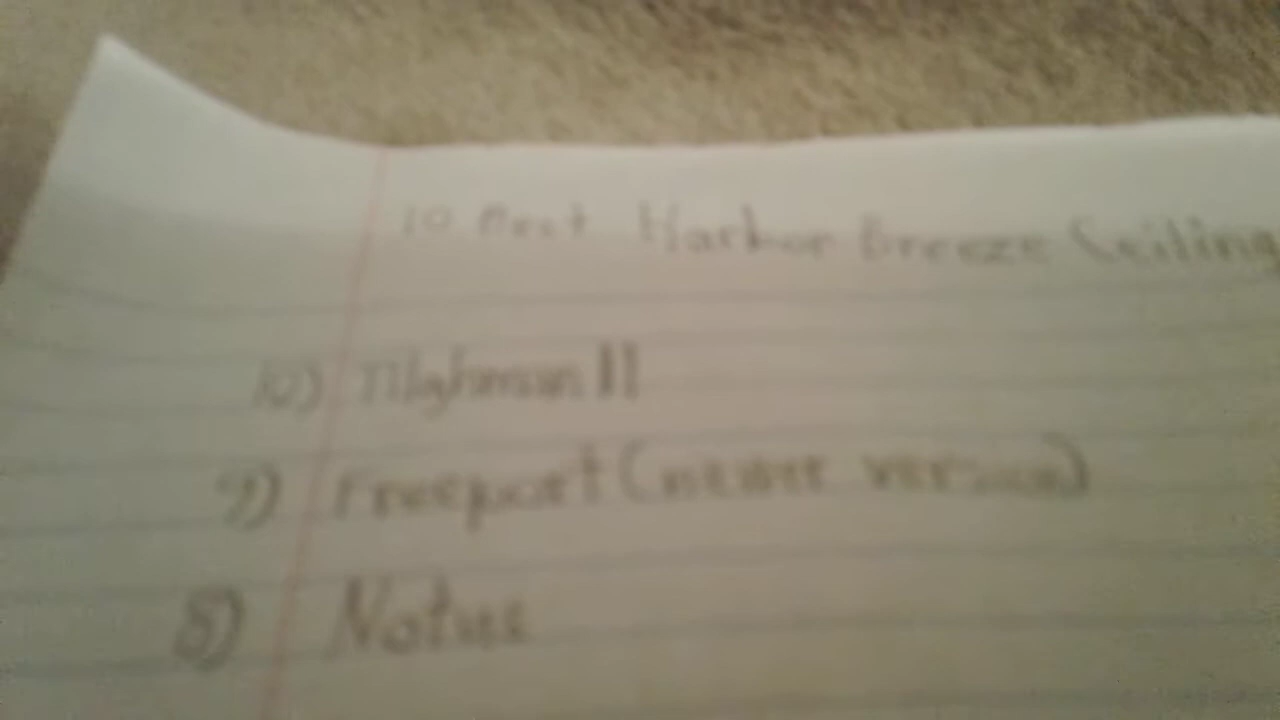 10 Best Harbor Breeze Ceiling
10) Tilghman II
9) Freeport (newer version)
8) Notus